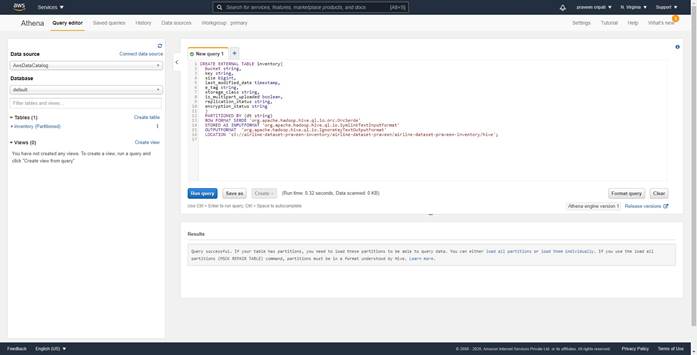 aws Services Search for services, features, marketplace products, and docs [Alt+S] praveen sripati N. Virginia Support
Athena Query editor Saved queries History Data sources Workgroup: primary Settings Tutorial Help What's new
Data source Connect data source
AwsDataCatalog
Database
default
Filter tables and views...
Tables (1) Create table
inventory (Partitioned)
Views (0) Create view
You have not created any views. To create a view, run a query and
click "Create view from query"
New query 1 +
1 CREATE EXTERNAL TABLE inventory(
2 bucket string,
3 key string,
4 size bigint,
5 last_modified_date timestamp,
6 e_tag string,
7 storage_class string,
8 is_multipart_uploaded boolean,
9 replication_status string,
10 encryption_status string
11 )
12 PARTITIONED BY (dt string)
13 ROW FORMAT SERDE 'org.apache.hadoop.hive.ql.io.orc.OrcSerde'
14 STORED AS INPUTFORMAT 'org.apache.hadoop.hive.ql.io.SymlinkTextInputFormat'
15 OUTPUTFORMAT 'org.apache.hadoop.hive.ql.io.IgnoreKeyTextOutputFormat'
16 LOCATION 's3://airline-dataset-praveen-inventory/airline-dataset-praveen/airline-dataset-praveen-inventory/hive';
17
Run query Save as Create (Run time: 0.32 seconds, Data scanned: 0 KB) Format query Clear
Use Ctrl + Enter to run query, Ctrl + Space to autocomplete Athena engine version 1 Release versions
Results
Query successful. If your table has partitions, you need to load these partitions to be able to query data. You can either load all partitions or load them individually. If you use the load all
partitions (MSCK REPAIR TABLE) command, partitions must be in a format understood by Hive. Learn more.
Feedback English (US) Amazon Internet Services Private Ltd. or its affiliates. All rights reserved. Privacy Policy Terms of Use